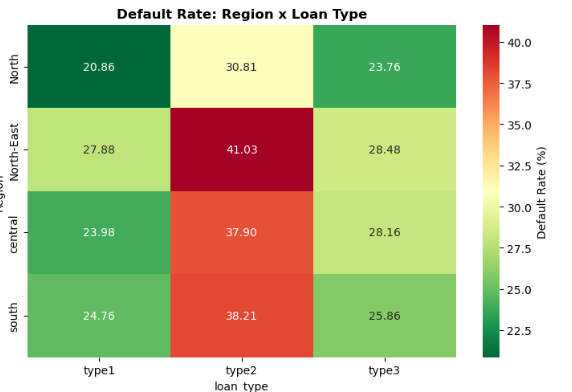 Default Rate: Region x Loan Type
North 20.86 30.81 23.76
North-East 27.88 41.03 28.48
central 23.98 37.90 28.16
south 24.76 38.21 25.86
type1 type2 type3
loan_type
Region
40.0
37.5
35.0
32.5
30.0
27.5
25.0
22.5
Default Rate (%)